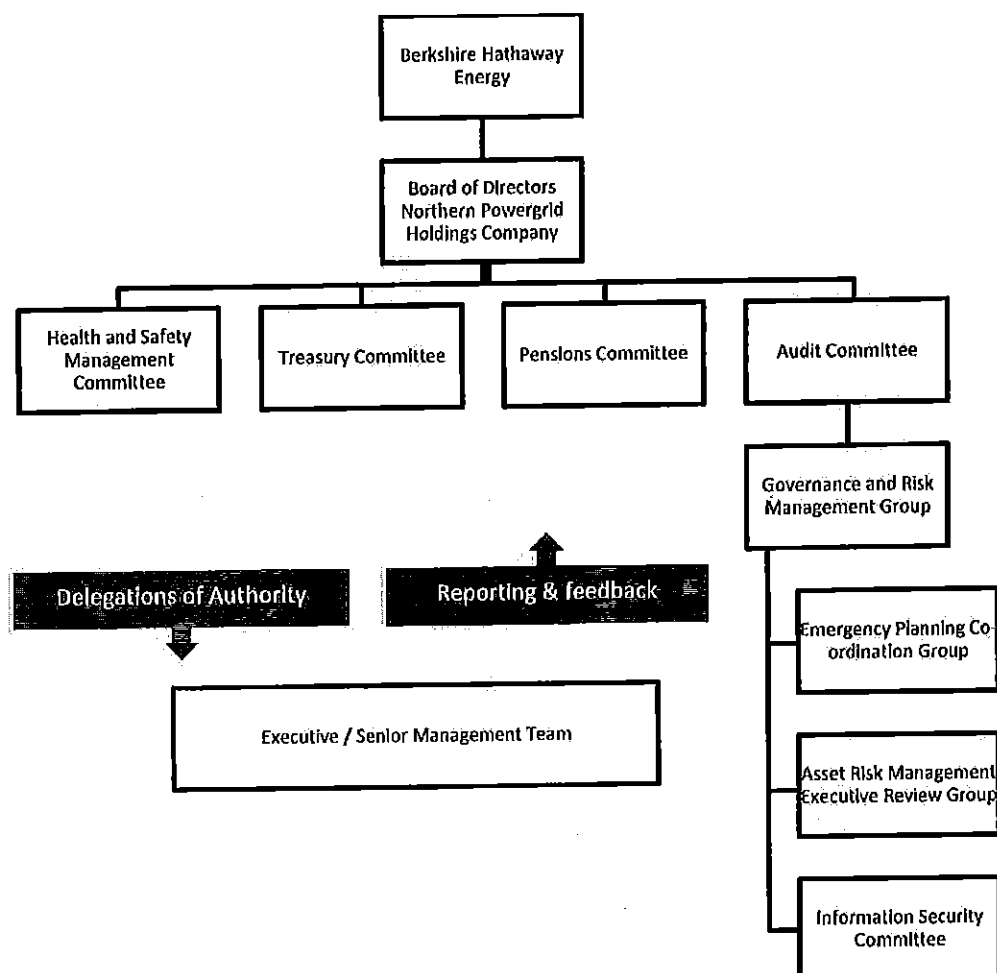 Berkshire Hathaway
Energy
Board of Directors
Northern Powergrid
Holdings Company
Health and Safety
Management
Committee
Treasury Committee
Pensions Committee
Audit Committee
Governance and Risk
Management Group
Delegations of Authority
Reporting & feedback
Emergency Planning Co-
ordination Group
Executive / Senior Management Team
Asset Risk Management
Executive Review Group
Information Security
Committee